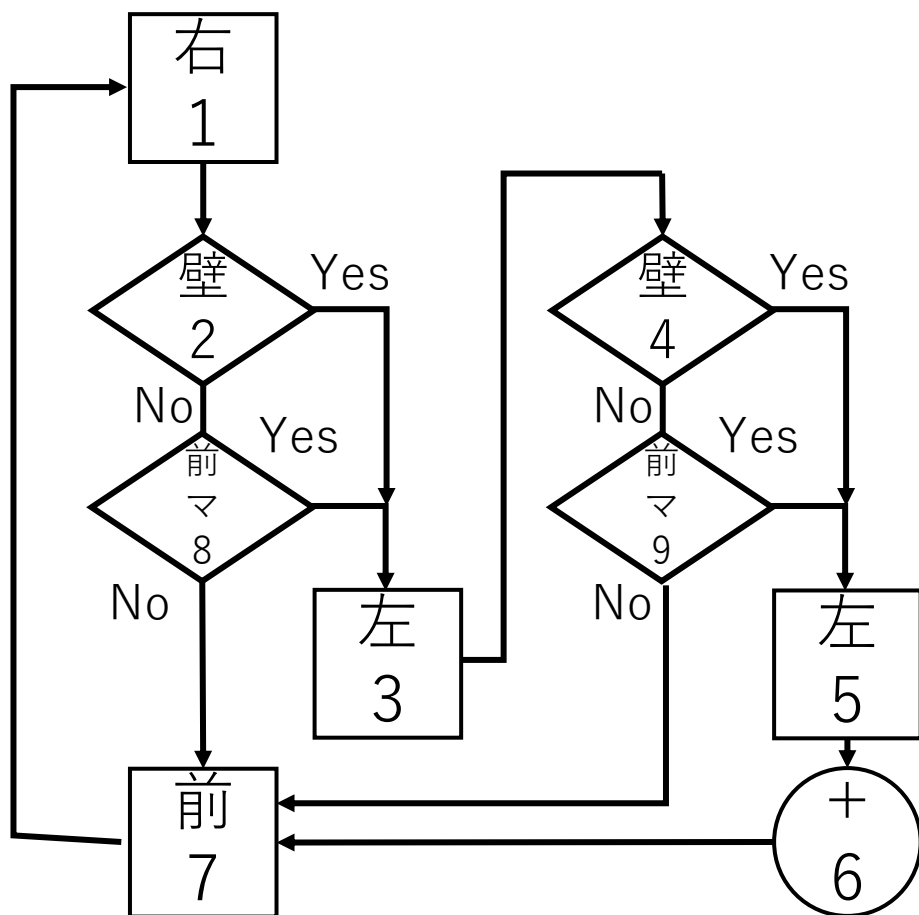 右
1
壁
2
Yes
No
前
マ
8
Yes
No
左
3
前
7
壁
4
Yes
No
前
マ
9
Yes
No
左
5
＋
6